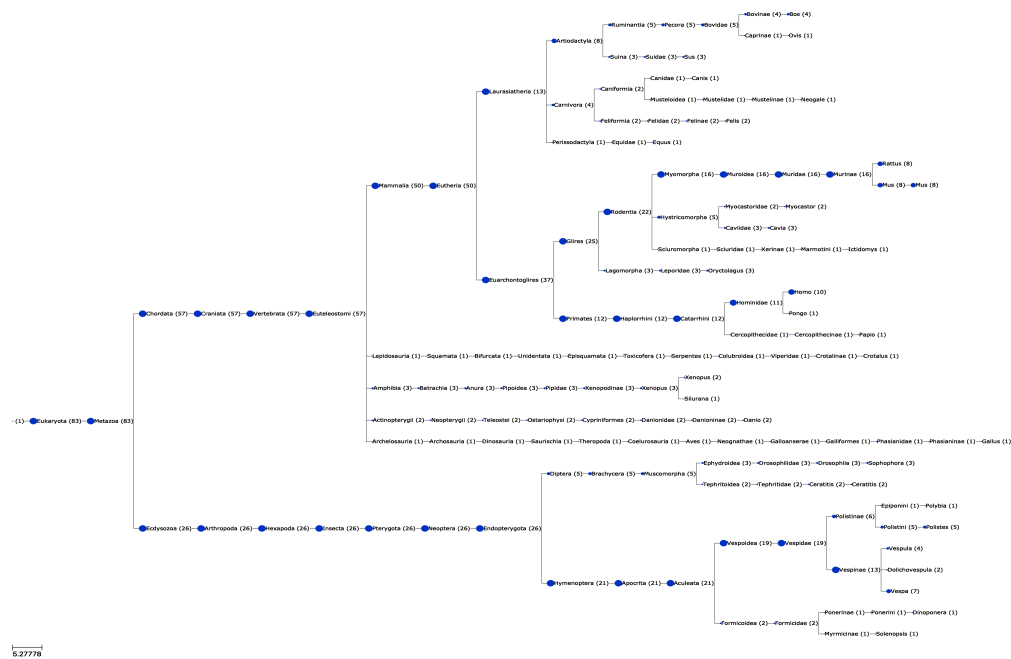 Bovinae (4) Bos (4)
Ruminantia (5) Pecora (5) Bovidae (5)
Caprinae (1) Ovis (1)
Artiodactyla (8)
Suina (3) Suidae (3) Sus (3)
Canidae (1) Canis (1)
Caniformia (2)
Laurasiatheria (13)
Musteloidea (1) Mustelidae (1) Mustelinae (1) Neogale (1)
Carnivora (4)
Feliformia (2) Felidae (2) Felinae (2) Felis (2)
Perissodactyla (1) Equidae (1) Equus (1)
Rattus (8)
Myomorpha (16) Muroidea (16) Muridae (16) Murinae (16)
Mammalia (50) Eutheria (50)
Mus (8) Mus (8)
Myocastoridae (2) Myocastor (2)
Rodentia (22)
Hystricomorpha (5)
Caviidae (3) Cavia (3)
Glires (25)
Sciuromorpha (1) Sciuridae (1) Xerinae (1) Marmotini (1) Ictidomys (1)
Lagomorpha (3) Leporidae (3) Oryctolagus (3)
Euarchontoglires (37)
Homo (10)
Hominidae (11)
Chordata (57) Craniata (57) Vertebrata (57) Euteleostomi (57)
Pongo (1)
Primates (12) Haplorrhini (12) Catarrhini (12)
Cercopithecidae (1) Cercopithecinae (1) Papio (1)
Lepidosauria (1) Squamata (1) Bifurcata (1) Unidentata (1) Episquamata (1) Toxicofera (1) Serpentes (1) Colubroidea (1) Viperidae (1) Crotalinae (1) Crotalus (1)
Xenopus (2)
Amphibia (3) Batrachia (3) Anura (3) Pipoidea (3) Pipidae (3) Xenopodinae (3) Xenopus (3)
Silurana (1)
(1) Eukaryota (83) Metazoa (83)
Actinopterygii (2) Neopterygii (2) Teleostei (2) Ostariophysi (2) Cypriniformes (2) Danionidae (2) Danioninae (2) Danio (2)
Archelosauria (1) Archosauria (1) Dinosauria (1) Saurischia (1) Theropoda (1) Coelurosauria (1) Aves (1) Neognathae (1) Galloanserae (1) Galliformes (1) Phasianidae (1) Phasianinae (1) Gallus (1)
Ephydroidea (3) Drosophilidae (3) Drosophila (3) Sophophora (3)
Diptera (5) Brachycera (5) Muscomorpha (5)
Tephritoidea (2) Tephritidae (2) Ceratitis (2) Ceratitis (2)
Epiponini (1) Polybia (1)
Polistinae (6)
Polistini (5) Polistes (5)
Ecdysozoa (26) Arthropoda (26) Hexapoda (26) Insecta (26) Pterygota (26) Neoptera (26) Endopterygota (26)
Vespoidea (19) Vespidae (19)
Vespula (4)
Vespinae (13)
Dolichovespula (2)
Hymenoptera (21) Apocrita (21) Aculeata (21)
Vespa (7)
Ponerinae (1) Ponerini (1) Dinoponera (1)
Formicoidea (2) Formicidae (2)
Myrmicinae (1) Solenopsis (1)
5.27778